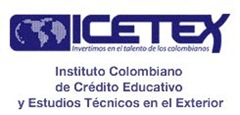 ICETEX
Invertimos en el talento de los colombianos
Instituto Colombiano
de Crédito Educativo
y Estudios Técnicos en el Exterior